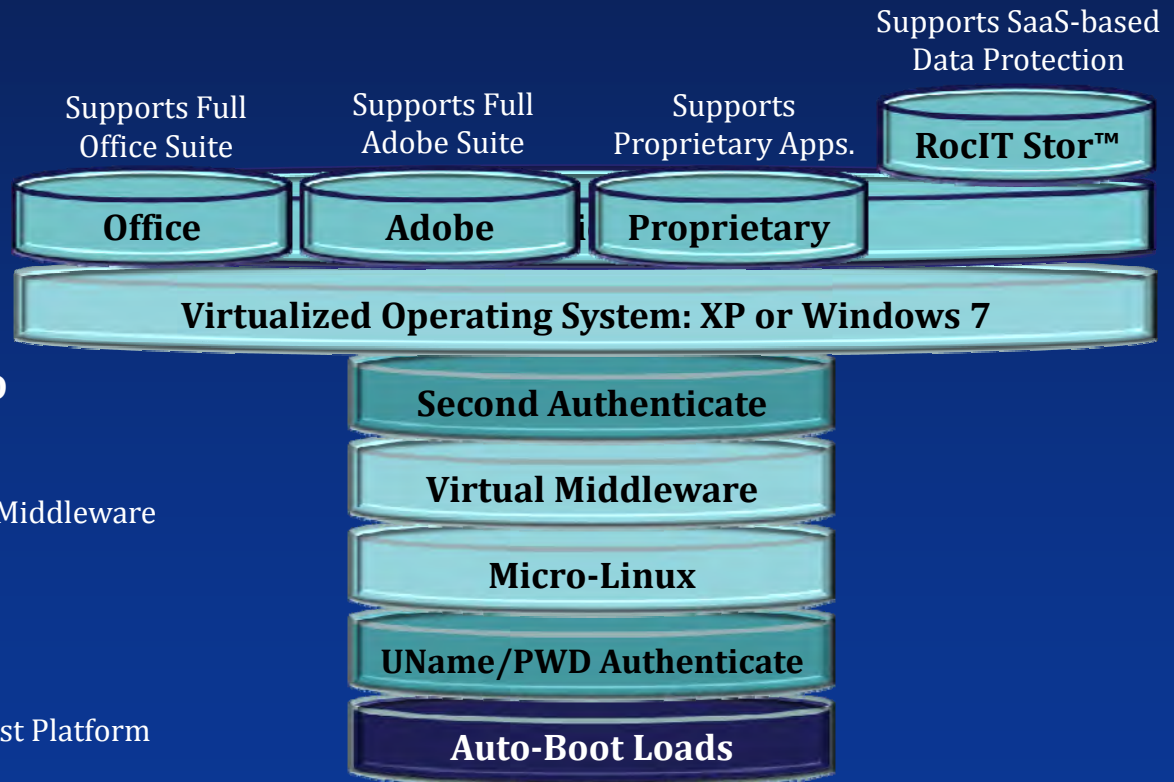 Supports SaaS-based
Data Protection
Supports Full
Office Suite
Supports Full
Adobe Suite
Supports
Proprietary Apps.
RocIT Stor™
Office
Adobe
Proprietary
Virtualized Operating System: XP or Windows 7
Second Authenticate
Virtual Middleware
Middleware
Micro-Linux
UName/PWD Authenticate
st Platform
Auto-Boot Loads